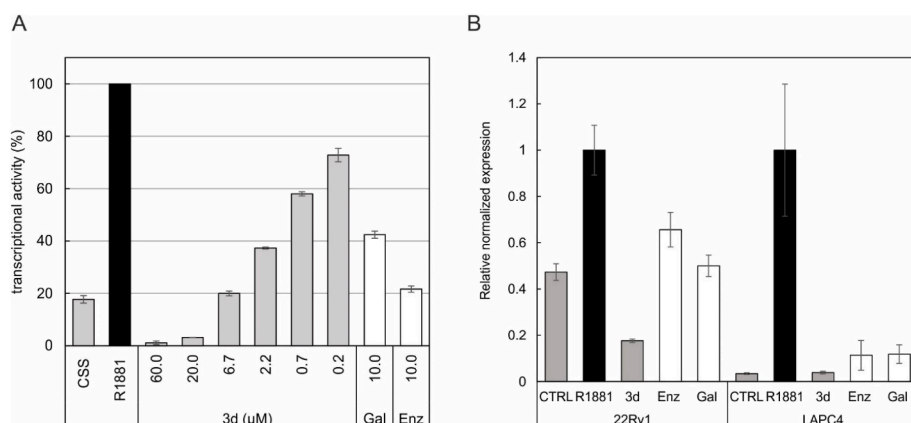 A
transcriptional activity (%)
100
80
60
40
20
0
CSS
R1881
60.0
20.0
6.7
2.2
0.7
0.2
10.0
10.0
3d (µM)
Gal
Enz
B
Relative normalized expression
1.4
1.2
1
0.8
0.6
0.4
0.2
0
CTRL R1881 3d Enz Gal CTRL R1881 3d Enz Gal
22Rv1 LAPC4